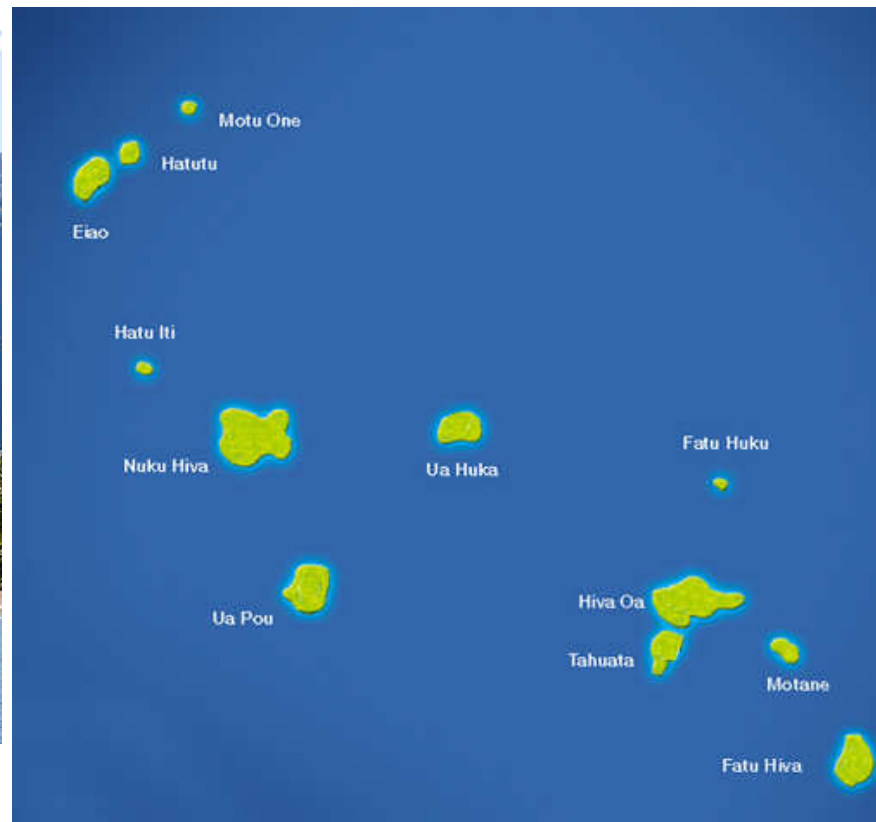 Motu One
Hatutu
Eiao
Hatu Iti
Nuku Hiva
Ua Huka
Fatu Huku
Ua Pou
Hiva Oa
Tahuata
Motane
Fatu Hiva